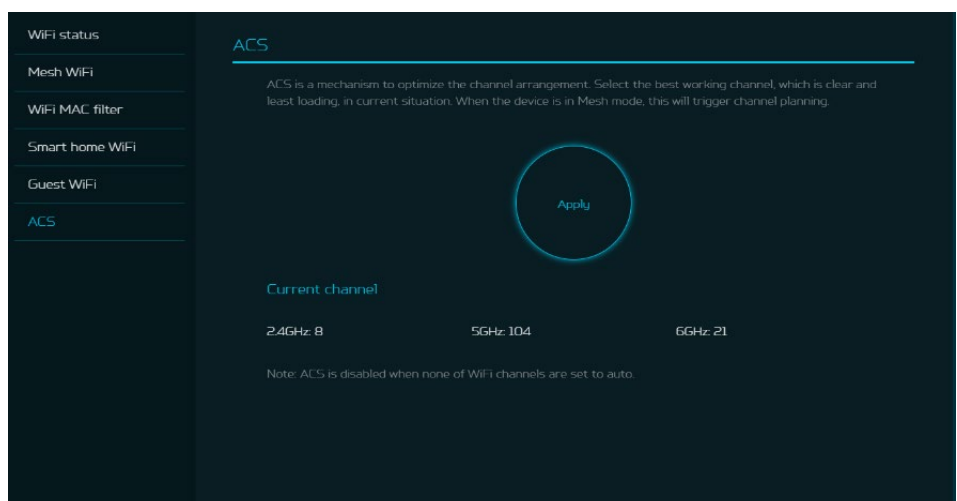 WiFi status
Mesh WiFi
WiFi MAC filter
Smart home WiFi
Guest WiFi
ACS
ACS
ACS is a mechanism to optimize the channel arrangement. Select the best working channel, which is clear and
least loading, in current situation. When the device is in Mesh mode, this will trigger channel planning.
Apply
Current channel
2.4GHz: 8 5GHz: 104 6GHz: 21
Note: ACS is disabled when none of WiFi channels are set to auto.